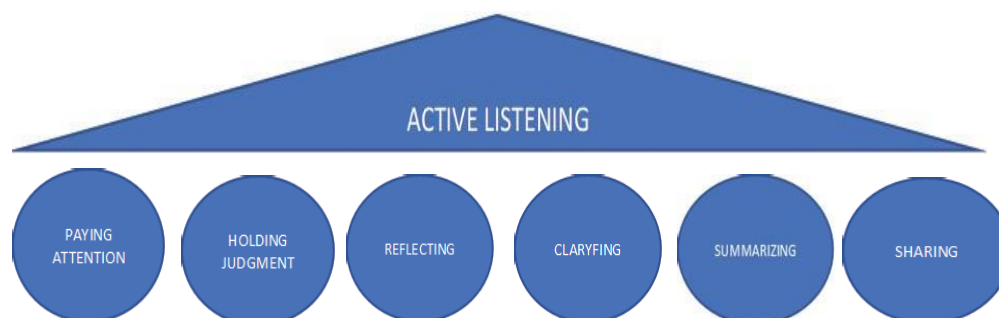 ACTIVE LISTENING
PAYING
ATTENTION
HOLDING
JUDGMENT
REFLECTING
CLARYFING
SUMMARIZING
SHARING